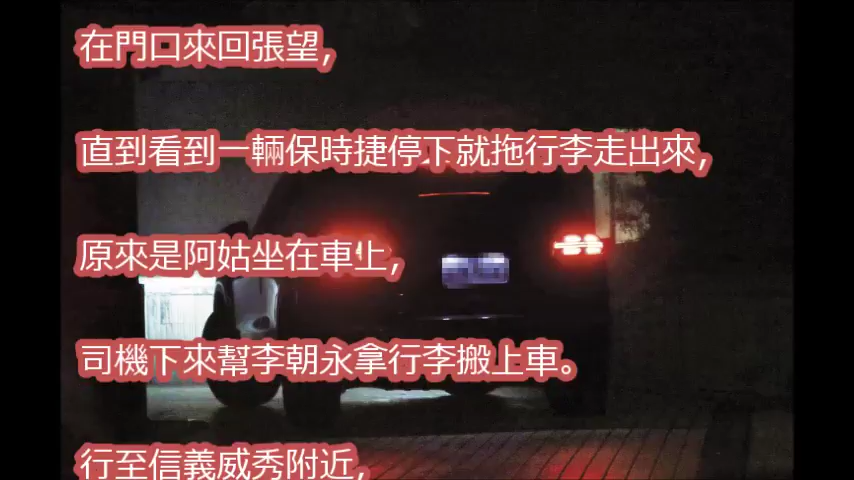 在門口來回張望，
直到看到一輛保時捷停下就拖行李走出來，
原來是阿姑坐在車上，
司機下來幫李朝永拿行李搬上車。
行至信義威秀附近，